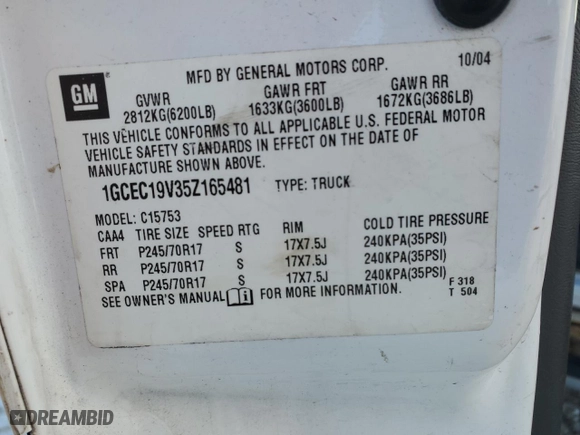 GM
MFD BY GENERAL MOTORS CORP. 10/04
GVWR GAWR FRT GAWR RR
2812KG(6200LB) 1633KG(3600LB) 1672KG(3686LB)
THIS VEHICLE CONFORMS TO ALL APPLICABLE U.S. FEDERAL MOTOR
VEHICLE SAFETY STANDARDS IN EFFECT ON THE DATE OF
MANUFACTURE SHOWN ABOVE.
1GCEC19V35Z165481 TYPE: TRUCK
MODEL: C15753
CAA4 TIRE SIZE SPEED RTG RIM COLD TIRE PRESSURE
FRT P245/70R17 S 17X7.5J 240KPA(35PSI)
RR P245/70R17 S 17X7.5J 240KPA(35PSI)
SPA P245/70R17 S 17X7.5J 240KPA(35PSI)
SEE OWNER'S MANUAL FOR MORE INFORMATION.
F 318
T 504
DREAMBID